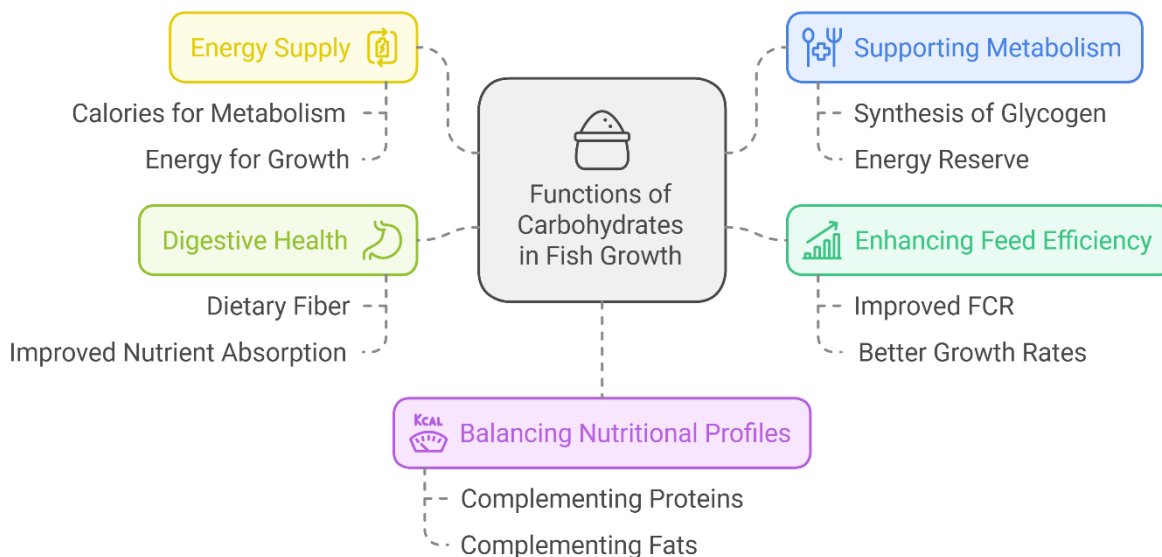 Energy Supply
Calories for Metabolism
Energy for Growth
Digestive Health
Dietary Fiber
Improved Nutrient Absorption
Functions of
Carbohydrates
in Fish Growth
Supporting Metabolism
Synthesis of Glycogen
Energy Reserve
Enhancing Feed Efficiency
Improved FCR
Better Growth Rates
KCAL
Balancing Nutritional Profiles
Complementing Proteins
Complementing Fats